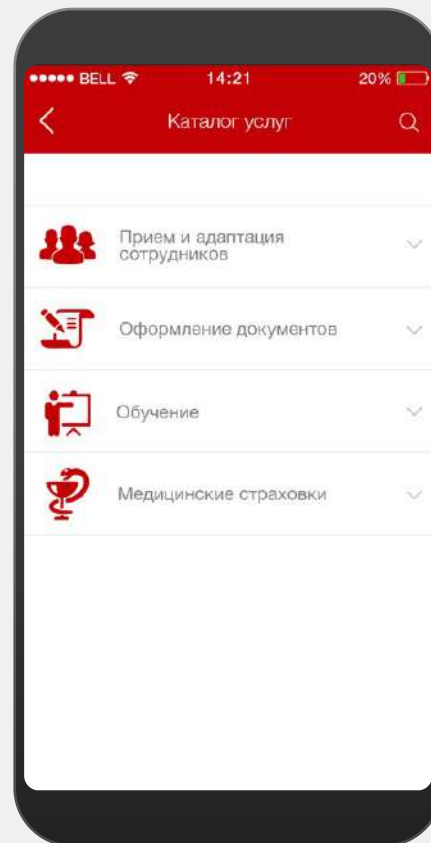 BELL 14:21 20%
Каталог услуг
Прием и адаптация
сотрудников
Оформление документов
Обучение
Медицинские страховки